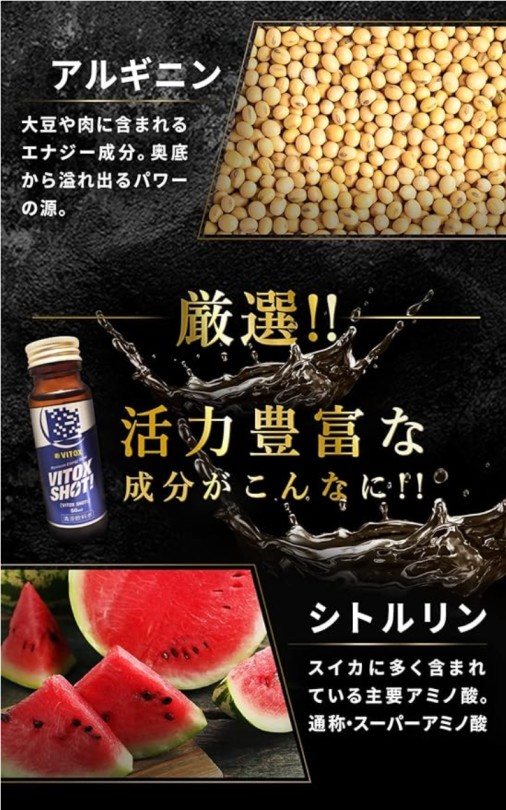 アルギニン
大豆や肉に含まれる
エナジー成分。奥底
から溢れ出るパワー
の源。
厳選!!
活力豊富な
成分がこんなに!!
VITOX
VITOX
SHOT!
シトルリン
スイカに多く含まれ
ている主要アミノ酸。
通称・スーパーアミノ酸